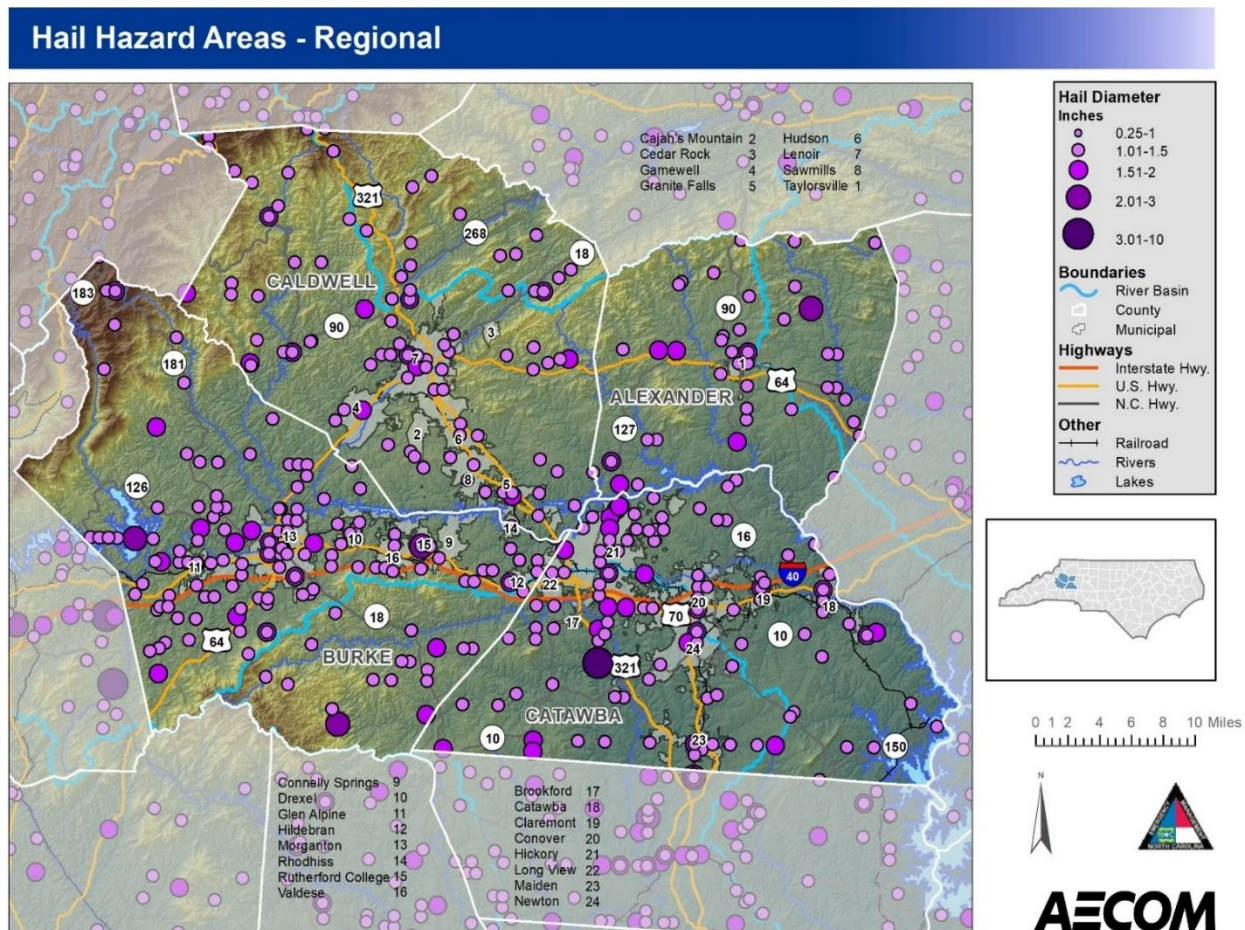 Hail Hazard Areas - Regional
Cajah's Mountain 2 Hudson 6
Cedar Rock 3 Lenoir 7
Gamewell 4 Sawmills 8
Granite Falls 5 Taylorsville 1
321
268
18
183
CALDWELL
90
90
181
3
7
1
64
ALEXANDER
4
2
6
127
8
126
5
14
13
10
15
9
16
21
16
11
12
22
40
20
19
18
17
70
18
10
64
24
BURKE
321
CATAWBA
10
23
150
Connelly Springs 9
Drexel 10
Glen Alpine 11
Hildebran 12
Morganton 13
Rhodhiss 14
Rutherford College 15
Valdese 16
Brookford 17
Catawba 18
Claremont 19
Conover 20
Hickory 21
Long View 22
Maiden 23
Newton 24
Hail Diameter
Inches
0.25-1
1.01-1.5
1.51-2
2.01-3
3.01-10
Boundaries
River Basin
County
Municipal
Highways
Interstate Hwy.
U.S. Hwy.
N.C. Hwy.
Other
Railroad
Rivers
Lakes
0 1 2 4 6 8 10 Miles
N
EMERGENCY MANAGEMENT
NORTH CAROLINA
AECOM